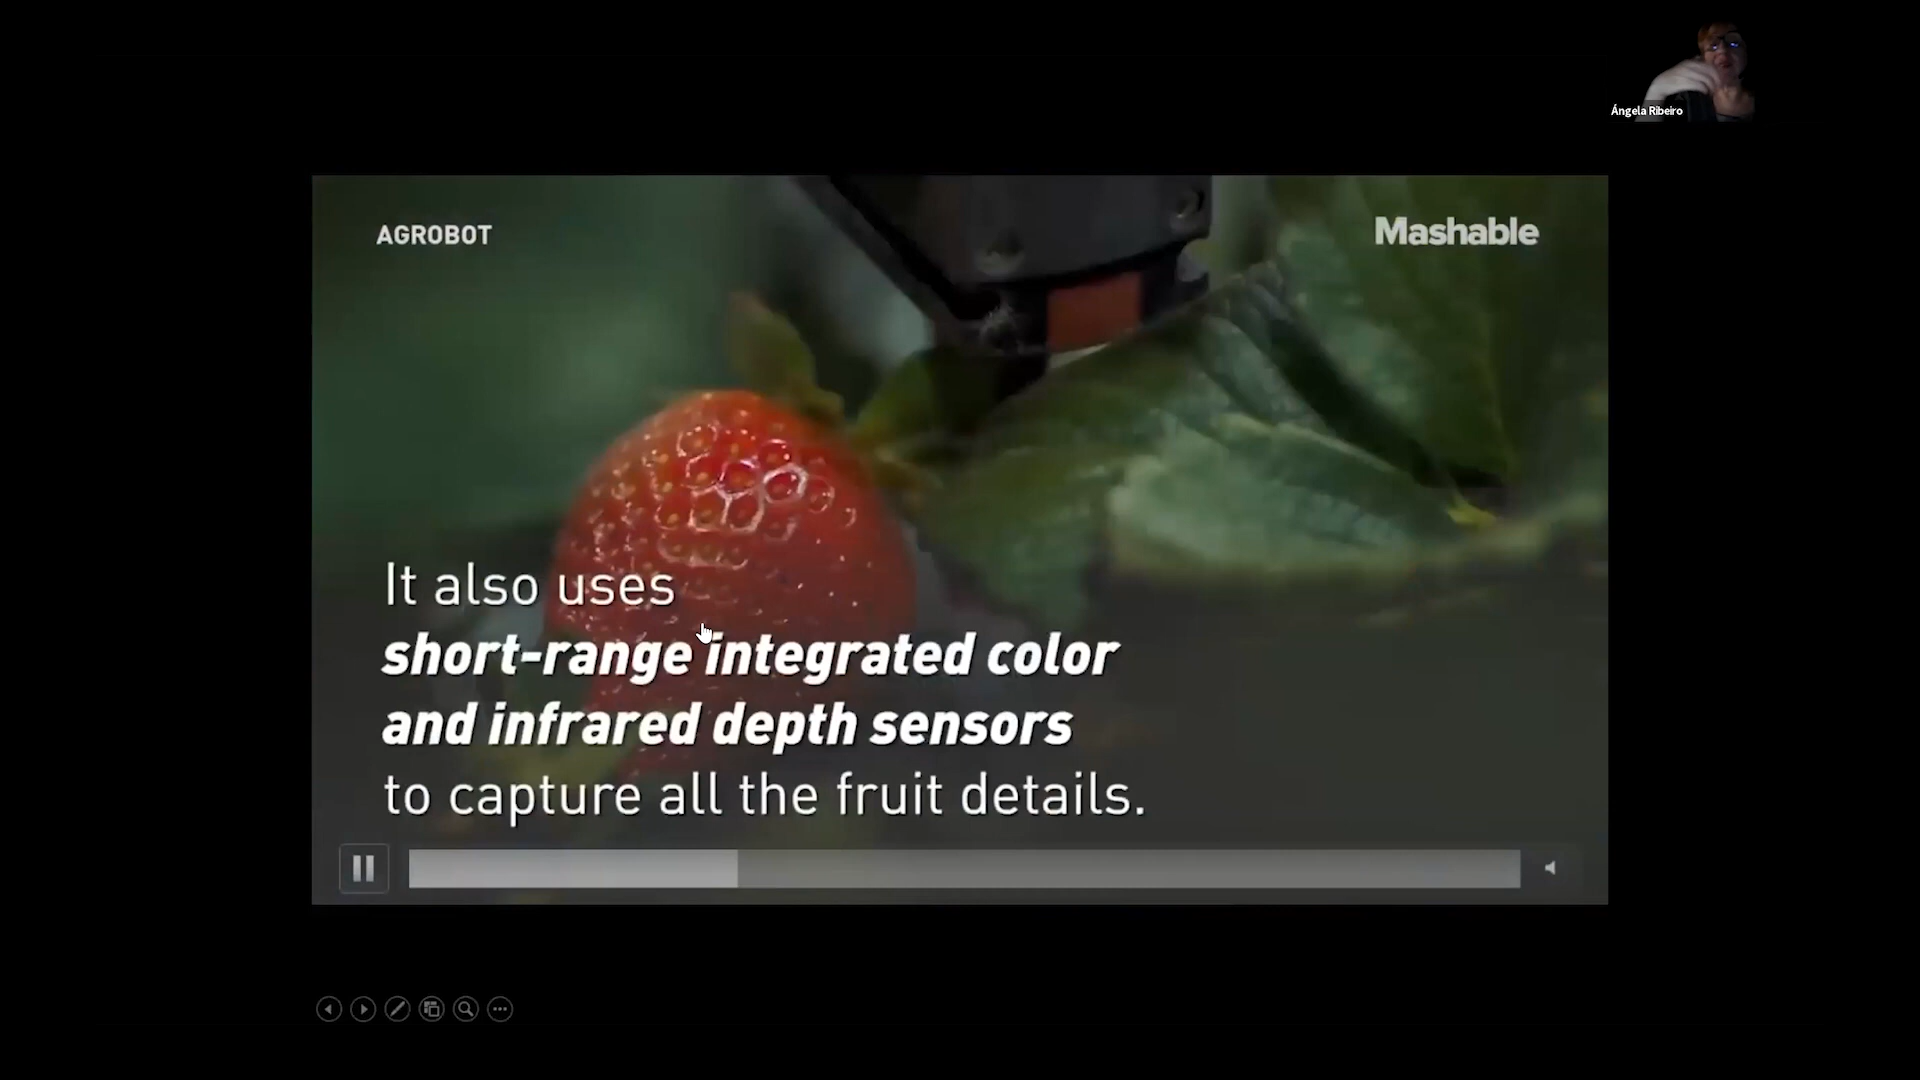 Ángela Ribeiro
AGROBOT
Mashable
It also uses
short-range integrated color
and infrared depth sensors
to capture all the fruit details.